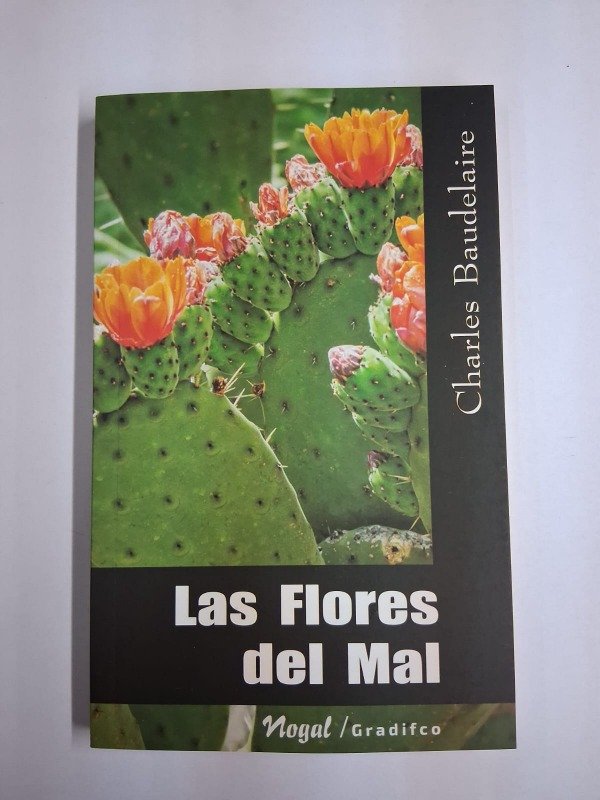 Charles Baudelaire
Las Flores
del Mal
Nogal / Gradifco